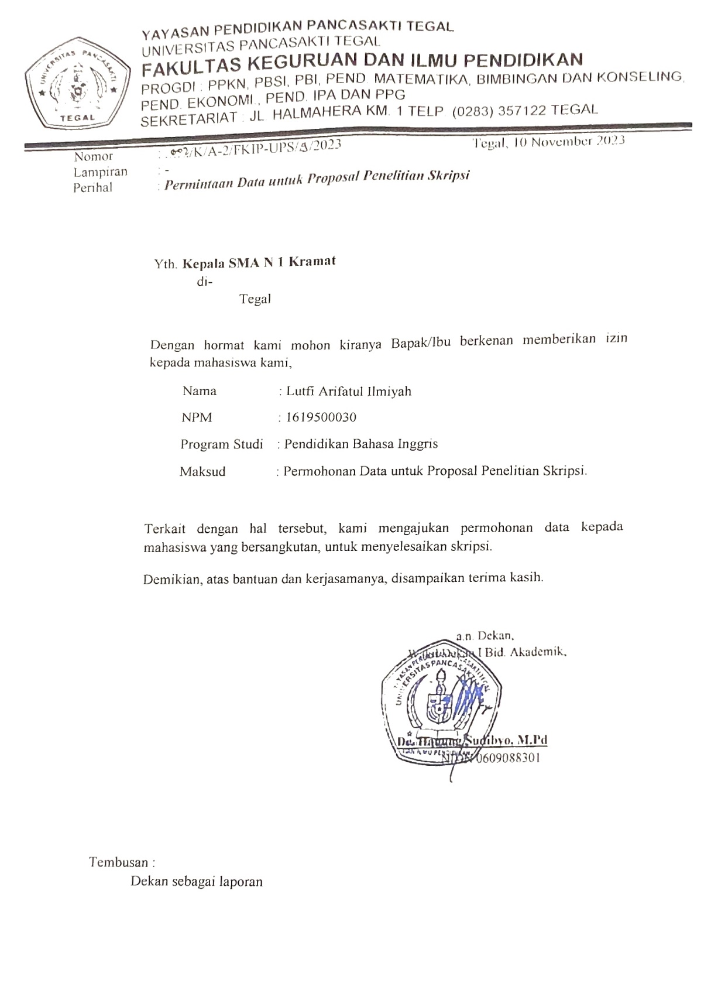 YAYASAN PENDIDIKAN PANCASAKTI TEGAL
UNIVERSITAS PANCASAKTI TEGAL
FAKULTAS KEGURUAN DAN ILMU PENDIDIKAN
PROGDI : PPKN, PBSI, PBI, PEND. MATEMATIKA, BIMBINGAN DAN KONSELING,
PEND. EKONOMI., PEND. IPA DAN PPG
SEKRETARIAT : JL. HALMAHERA KM. 1 TELP. (0283) 357122 TEGAL
UNIVERSITAS PANCASAKTI
TEGAL
Tegal, 10 November 2023
Nomor : /K/A-2/FKIP-UPS/9/2023
Lampiran : -
Perihal : Permintaan Data untuk Proposal Penelitian Skripsi
Yth. Kepala SMA N 1 Kramat
di-
Tegal
Dengan hormat kami mohon kiranya Bapak/Ibu berkenan memberikan izin
kepada mahasiswa kami,
Nama : Lutfi Arifatul Ilmiyah
NPM : 1619500030
Program Studi : Pendidikan Bahasa Inggris
Maksud : Permohonan Data untuk Proposal Penelitian Skripsi.
Terkait dengan hal tersebut, kami mengajukan permohonan data kepada
mahasiswa yang bersangkutan, untuk menyelesaikan skripsi.
Demikian, atas bantuan dan kerjasamanya, disampaikan terima kasih.
a.n. Dekan,
I Bid. Akademik,
UNIVERSITAS PANCASAKTI TEGAL
Sudibyo, M.Pd
0609088301
Tembusan :
Dekan sebagai laporan